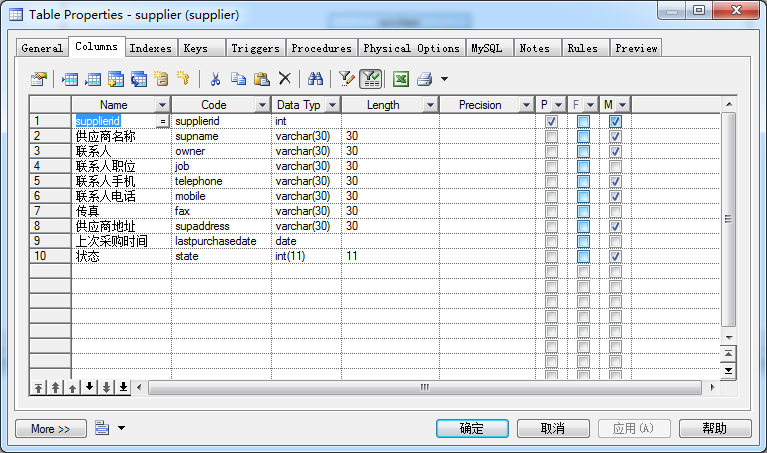 Table Properties - supplier (supplier)
General Columns Indexes Keys Triggers Procedures Physical Options MySQL Notes Rules Preview
Name Code Data Typ Length Precision P F M
1 supplierid = supplierid int
2 供应商名称 supname varchar(30) 30
3 联系人 owner varchar(30) 30
4 联系人职位 job varchar(30) 30
5 联系人手机 telephone varchar(30) 30
6 联系人电话 mobile varchar(30) 30
7 传真 fax varchar(30) 30
8 供应商地址 supaddress varchar(30) 30
9 上次采购时间 lastpurchasedate date
10 状态 state int(11) 11
More >> 确定 取消 应用(A) 帮助